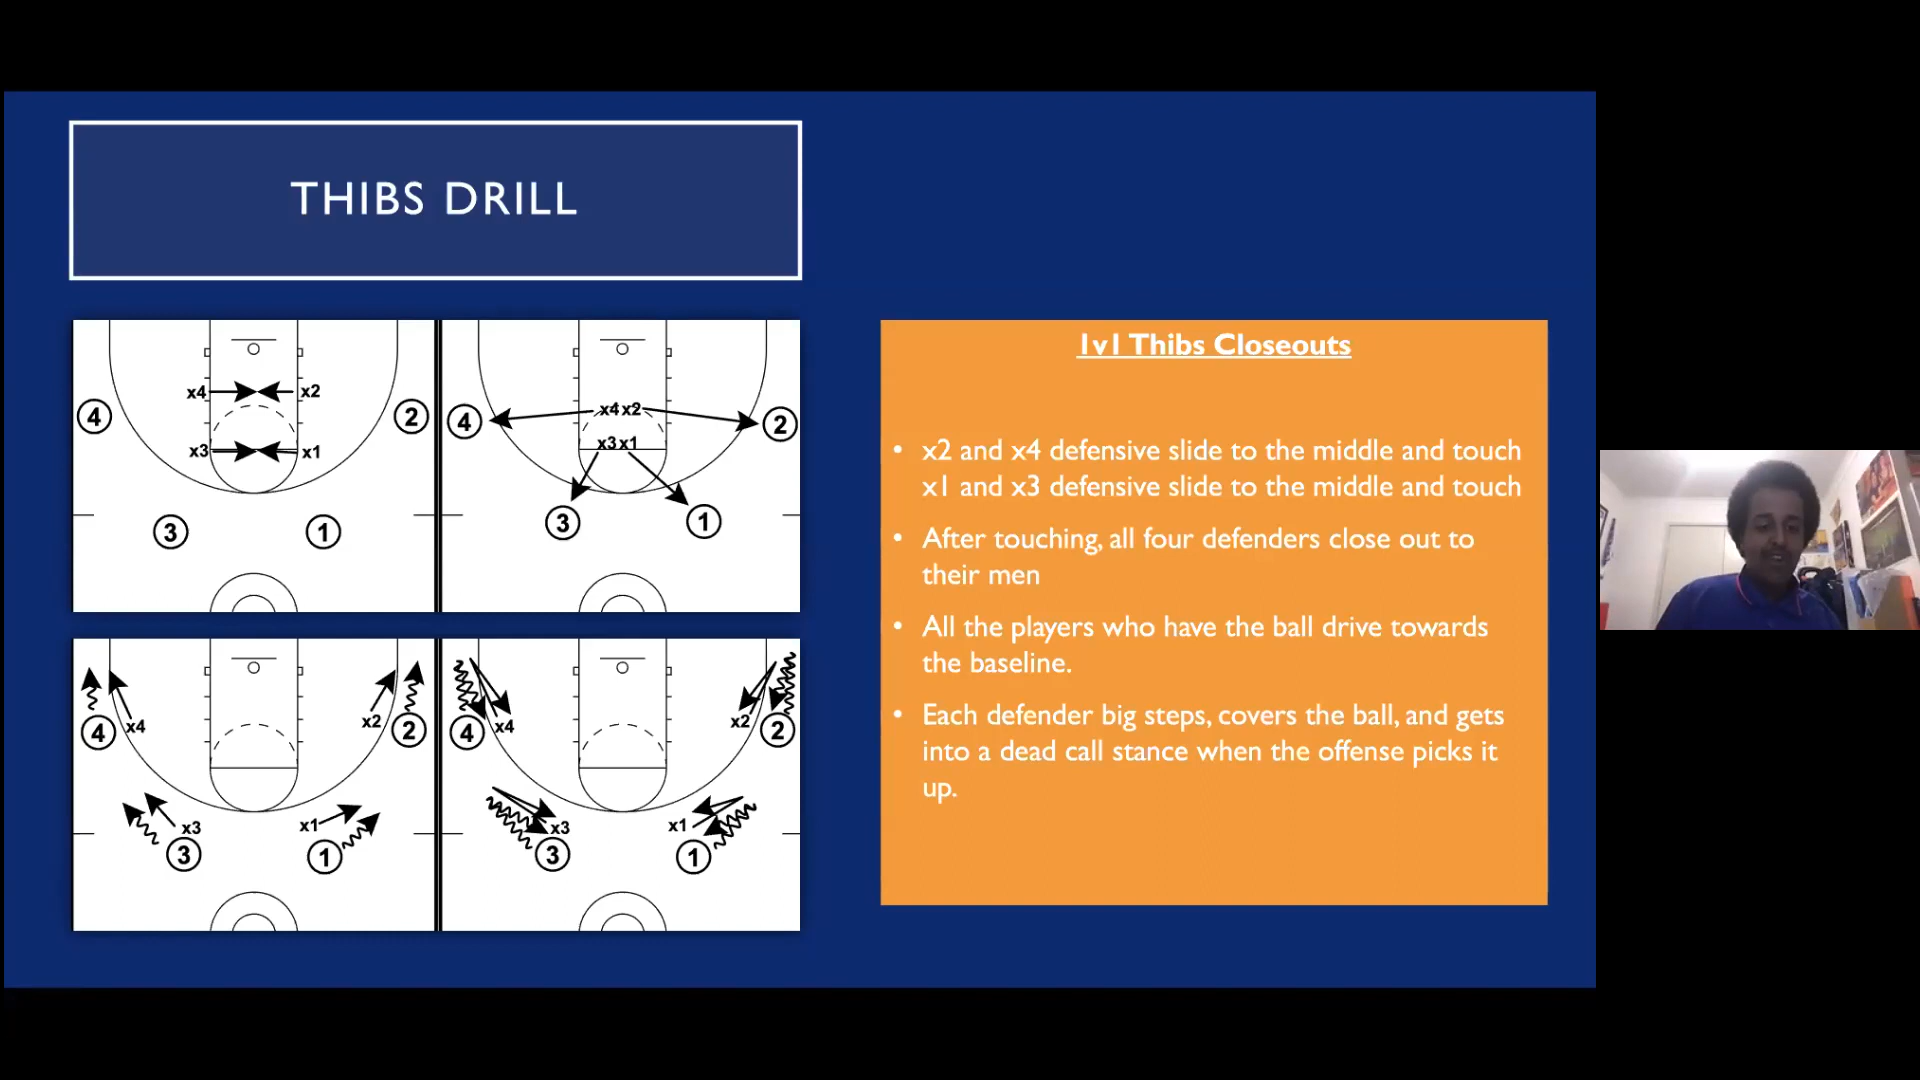 THIBS DRILL
x4 x2
4 2
x3 x1
3 1
x4 x2
4 2
x3 x1
3 1
x4 x2
4 2
x3 x1
3 1
x4 x2
4 2
x3 x1
3 1
1v1 Thibs Closeouts
• x2 and x4 defensive slide to the middle and touch
x1 and x3 defensive slide to the middle and touch
• After touching, all four defenders close out to
their men
• All the players who have the ball drive towards
the baseline.
• Each defender big steps, covers the ball, and gets
into a dead call stance when the offense picks it
up.